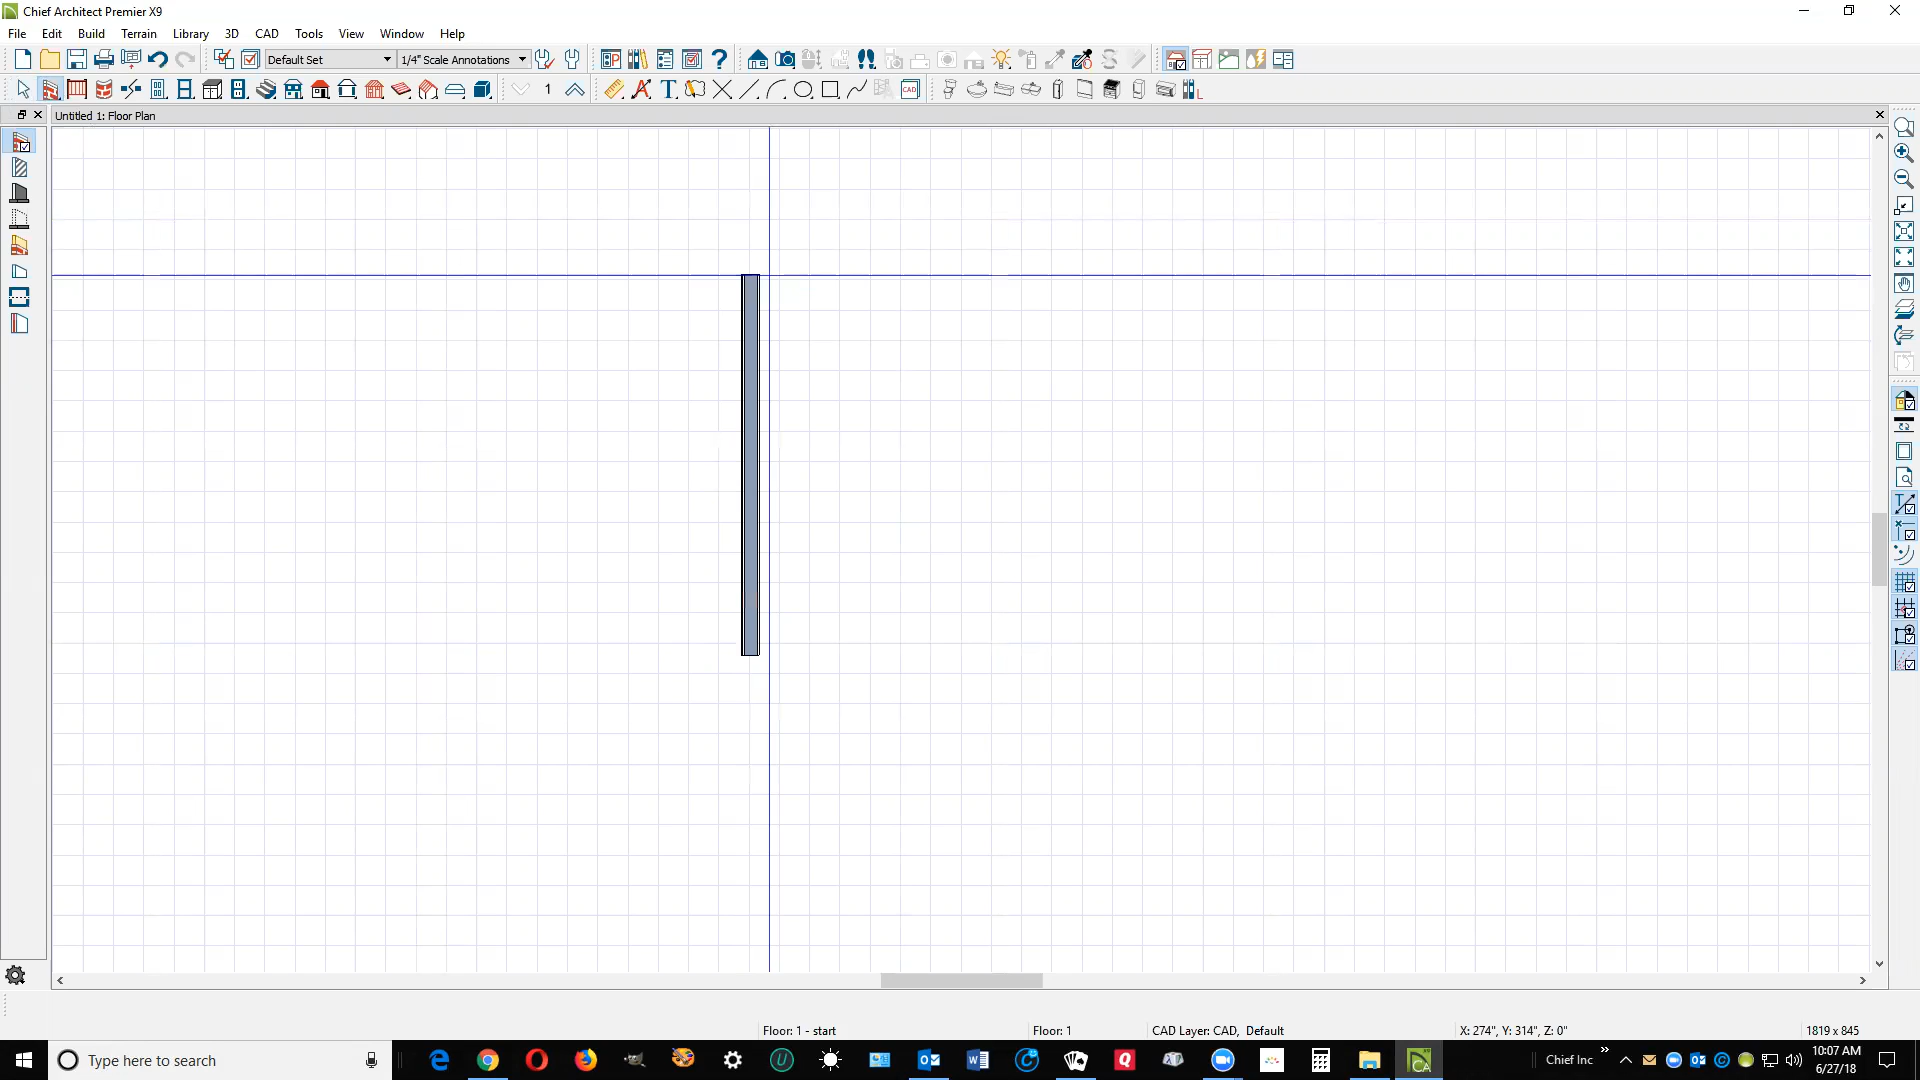 Chief Architect Premier X9
File Edit Build Terrain Library 3D CAD Tools View Window Help
Default Set 1/4" Scale Annotations
T 1 CAD
Untitled 1: Floor Plan
Floor: 1 - start Floor: 1 CAD Layer: CAD, Default X: 274", Y: 314", Z: 0" 1819 x 845
Type here to search
Chief Inc
10:07 AM
6/27/18